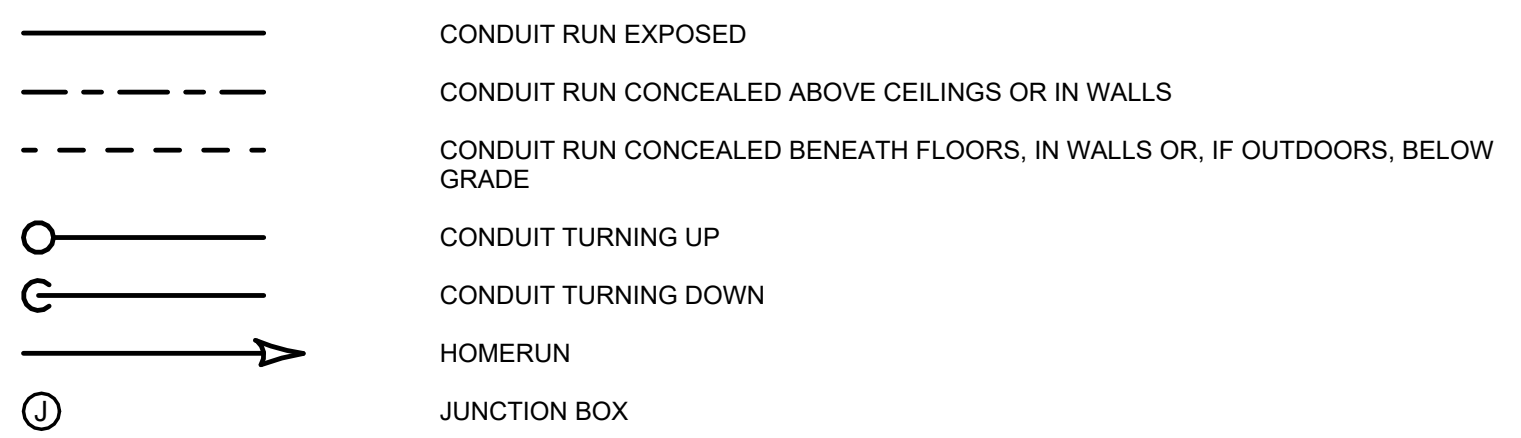 CONDUIT RUN EXPOSED
CONDUIT RUN CONCEALED ABOVE CEILINGS OR IN WALLS
CONDUIT RUN CONCEALED BENEATH FLOORS, IN WALLS OR, IF OUTDOORS, BELOW
GRADE
CONDUIT TURNING UP
CONDUIT TURNING DOWN
HOMERUN
J JUNCTION BOX